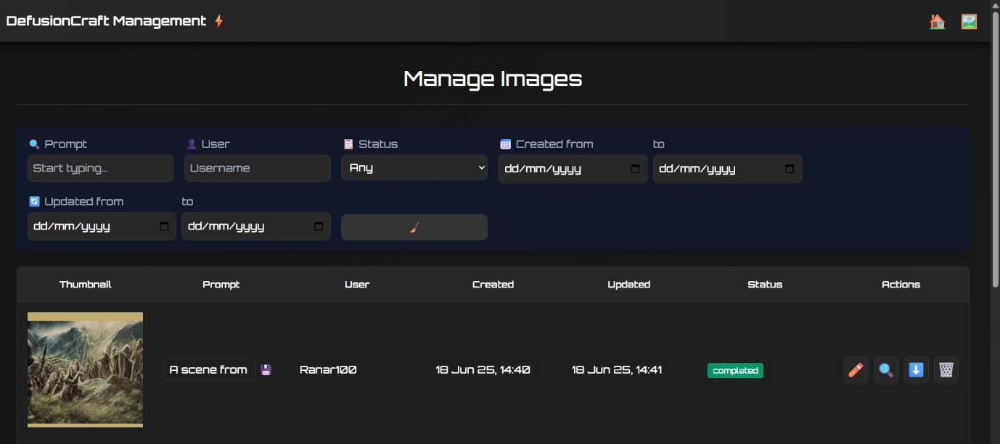 DefusionCraft Management
Manage Images
Prompt User Status Created from to
Start typing... Username Any dd/mm/yyyy dd/mm/yyyy
Updated from to
dd/mm/yyyy dd/mm/yyyy
Thumbnail Prompt User Created Updated Status Actions
A scene from Ranar100 18 Jun 25, 14:40 18 Jun 25, 14:41 completed